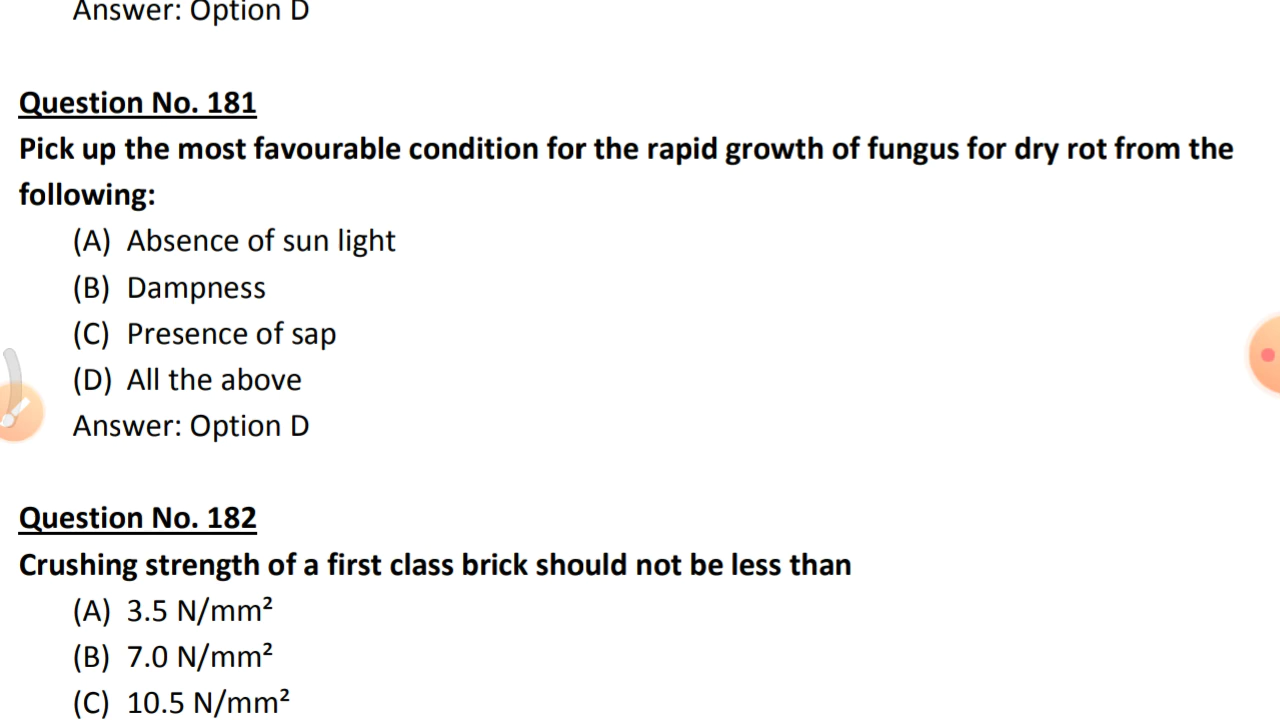 Answer: Option D
Question No. 181
Pick up the most favourable condition for the rapid growth of fungus for dry rot from the
following:
(A) Absence of sun light
(B) Dampness
(C) Presence of sap
(D) All the above
Answer: Option D
Question No. 182
Crushing strength of a first class brick should not be less than
(A) 3.5 N/mm²
(B) 7.0 N/mm²
(C) 10.5 N/mm²